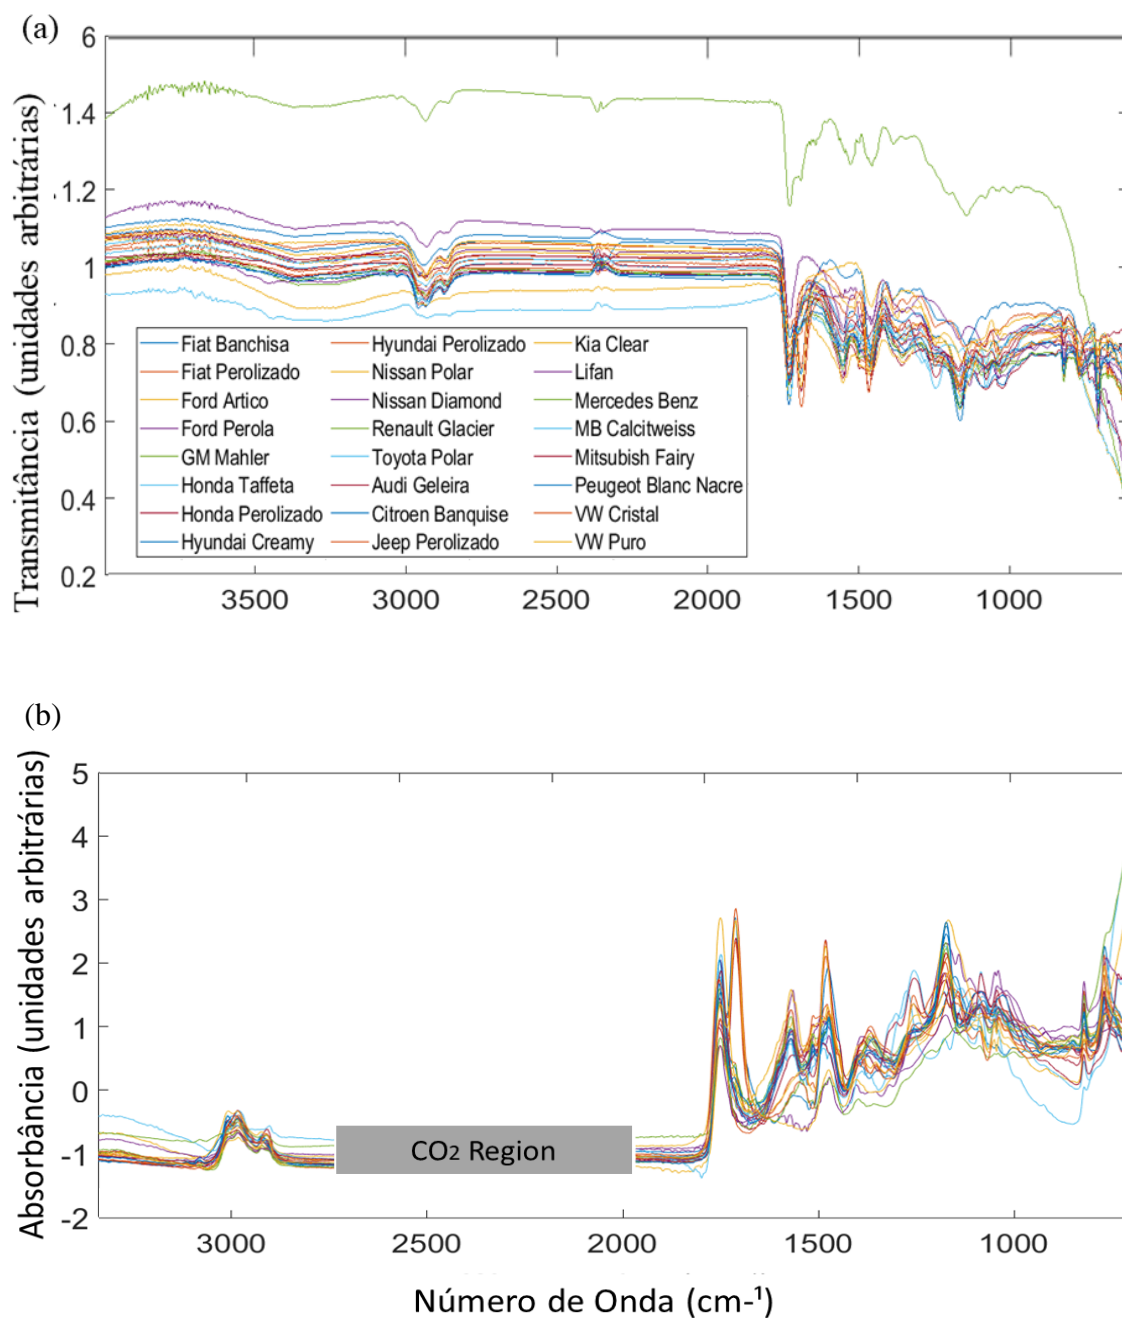 (a)
Transmitância (unidades arbitrárias)
6
1.4
1.2
1
0.8
0.6
0.4
0.2
Fiat Banchisa
Fiat Perolizado
Ford Artico
Ford Perola
GM Mahler
Honda Taffeta
Honda Perolizado
Hyundai Creamy
Hyundai Perolizado
Nissan Polar
Nissan Diamond
Renault Glacier
Toyota Polar
Audi Geleira
Citroen Banquise
Jeep Perolizado
Kia Clear
Lifan
Mercedes Benz
MB Calcitweiss
Mitsubish Fairy
Peugeot Blanc Nacre
VW Cristal
VW Puro
3500 3000 2500 2000 1500 1000
(b)
Absorbância (unidades arbitrárias)
5
4
3
2
1
0
-1
-2
CO2 Region
3000 2500 2000 1500 1000
Número de Onda (cm-¹)